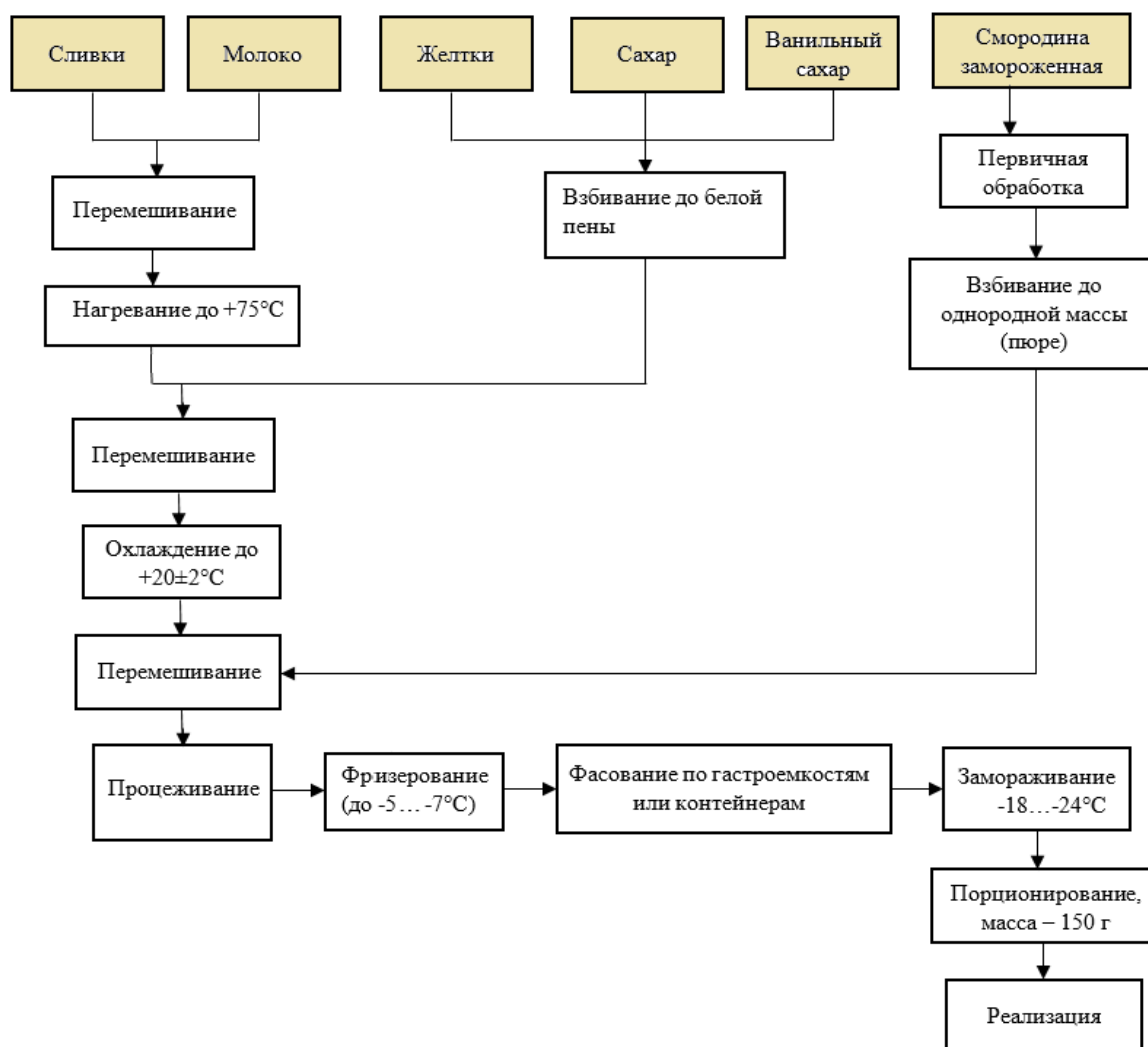 Сливки
Молоко
Желтки
Сахар
Ванильный
сахар
Смородина
замороженная
Перемешивание
Взбивание до белой
пены
Первичная
обработка
Нагревание до +75°С
Взбивание до
однородной массы
(пюре)
Перемешивание
Охлаждение до
+20±2°С
Перемешивание
Процеживание
Фризерование
(до -5… -7°С)
Фасование по гастроемкостям
или контейнерам
Замораживание
-18…-24°С
Порционирование,
масса – 150 г
Реализация